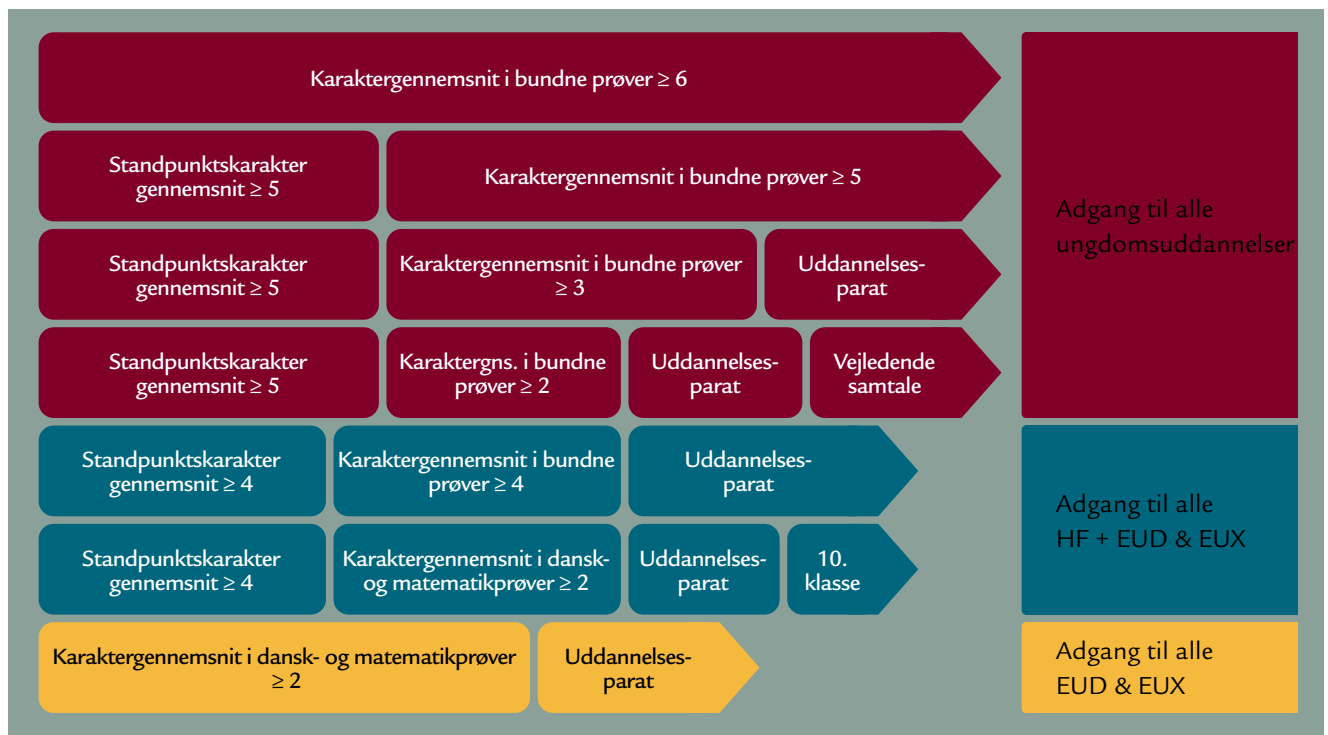 Karaktergennemsnit i bundne prøver ≥ 6
Standpunktskarakter
gennemsnit ≥ 5
Karaktergennemsnit i bundne prøver ≥ 5
Standpunktskarakter
gennemsnit ≥ 5
Karaktergennemsnit i bundne prøver
≥ 3
Uddannelses-
parat
Standpunktskarakter
gennemsnit ≥ 5
Karaktergns. i bundne
prøver ≥ 2
Uddannelses-
parat
Vejledende
samtale
Adgang til alle
ungdomsuddannelser
Standpunktskarakter
gennemsnit ≥ 4
Karaktergennemsnit i bundne
prøver ≥ 4
Uddannelses-
parat
Standpunktskarakter
gennemsnit ≥ 4
Karaktergennemsnit i dansk-
og matematikprøver ≥ 2
Uddannelses-
parat
10.
klasse
Adgang til alle
HF + EUD & EUX
Karaktergennemsnit i dansk- og matematikprøver
≥ 2
Uddannelses-
parat
Adgang til alle
EUD & EUX